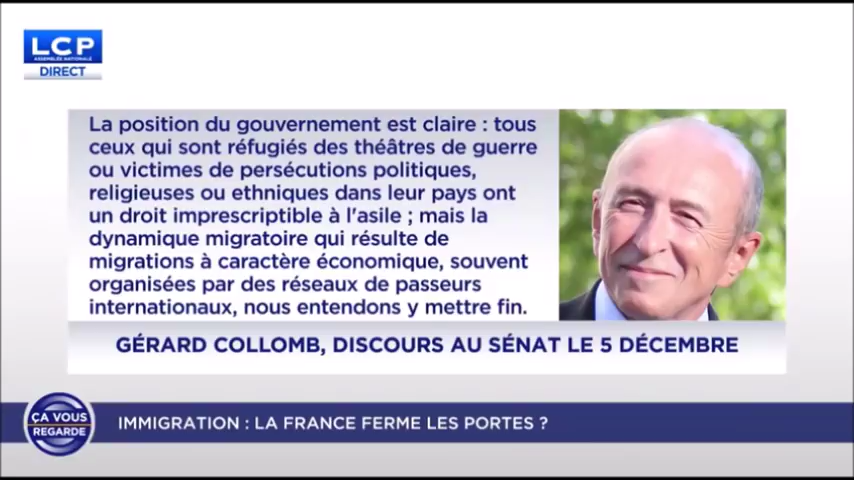 LCP
ASSEMBLÉE NATIONALE
DIRECT
La position du gouvernement est claire : tous
ceux qui sont réfugiés des théâtres de guerre
ou victimes de persécutions politiques,
religieuses ou ethniques dans leur pays ont
un droit imprescriptible à l'asile ; mais la
dynamique migratoire qui résulte de
migrations à caractère économique, souvent
organisées par des réseaux de passeurs
internationaux, nous entendons y mettre fin.
GÉRARD COLLOMB, DISCOURS AU SÉNAT LE 5 DÉCEMBRE
ÇA VOUS
REGARDE
IMMIGRATION : LA FRANCE FERME LES PORTES ?